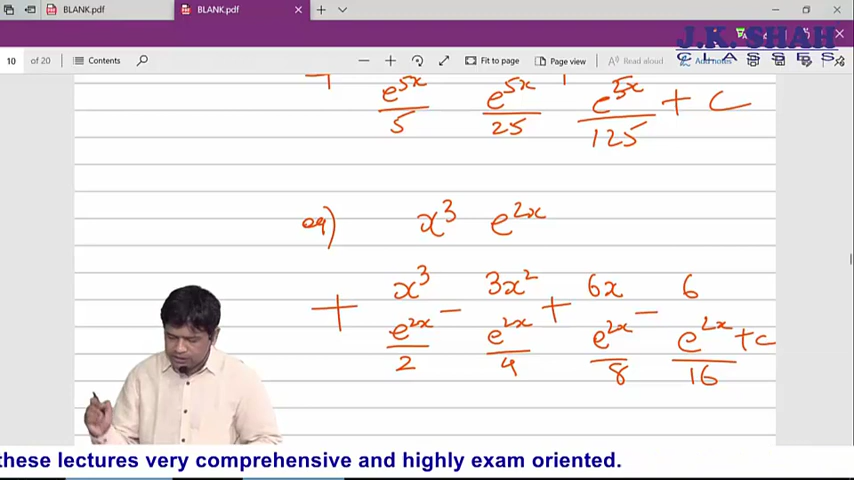 BLANK.pdf
BLANK.pdf
J.K. SHAH
CLASSES
10 of 20
Contents
Fit to page
Page view
Read aloud
Add notes
e^5x/5 e^5x/25 e^5x/125 + c
eg) x^3 e^2x
+ x^3 - 3x^2 + 6x - 6
e^2x/2 e^2x/4 e^2x/8 e^2x/16 + c
these lectures very comprehensive and highly exam oriented.